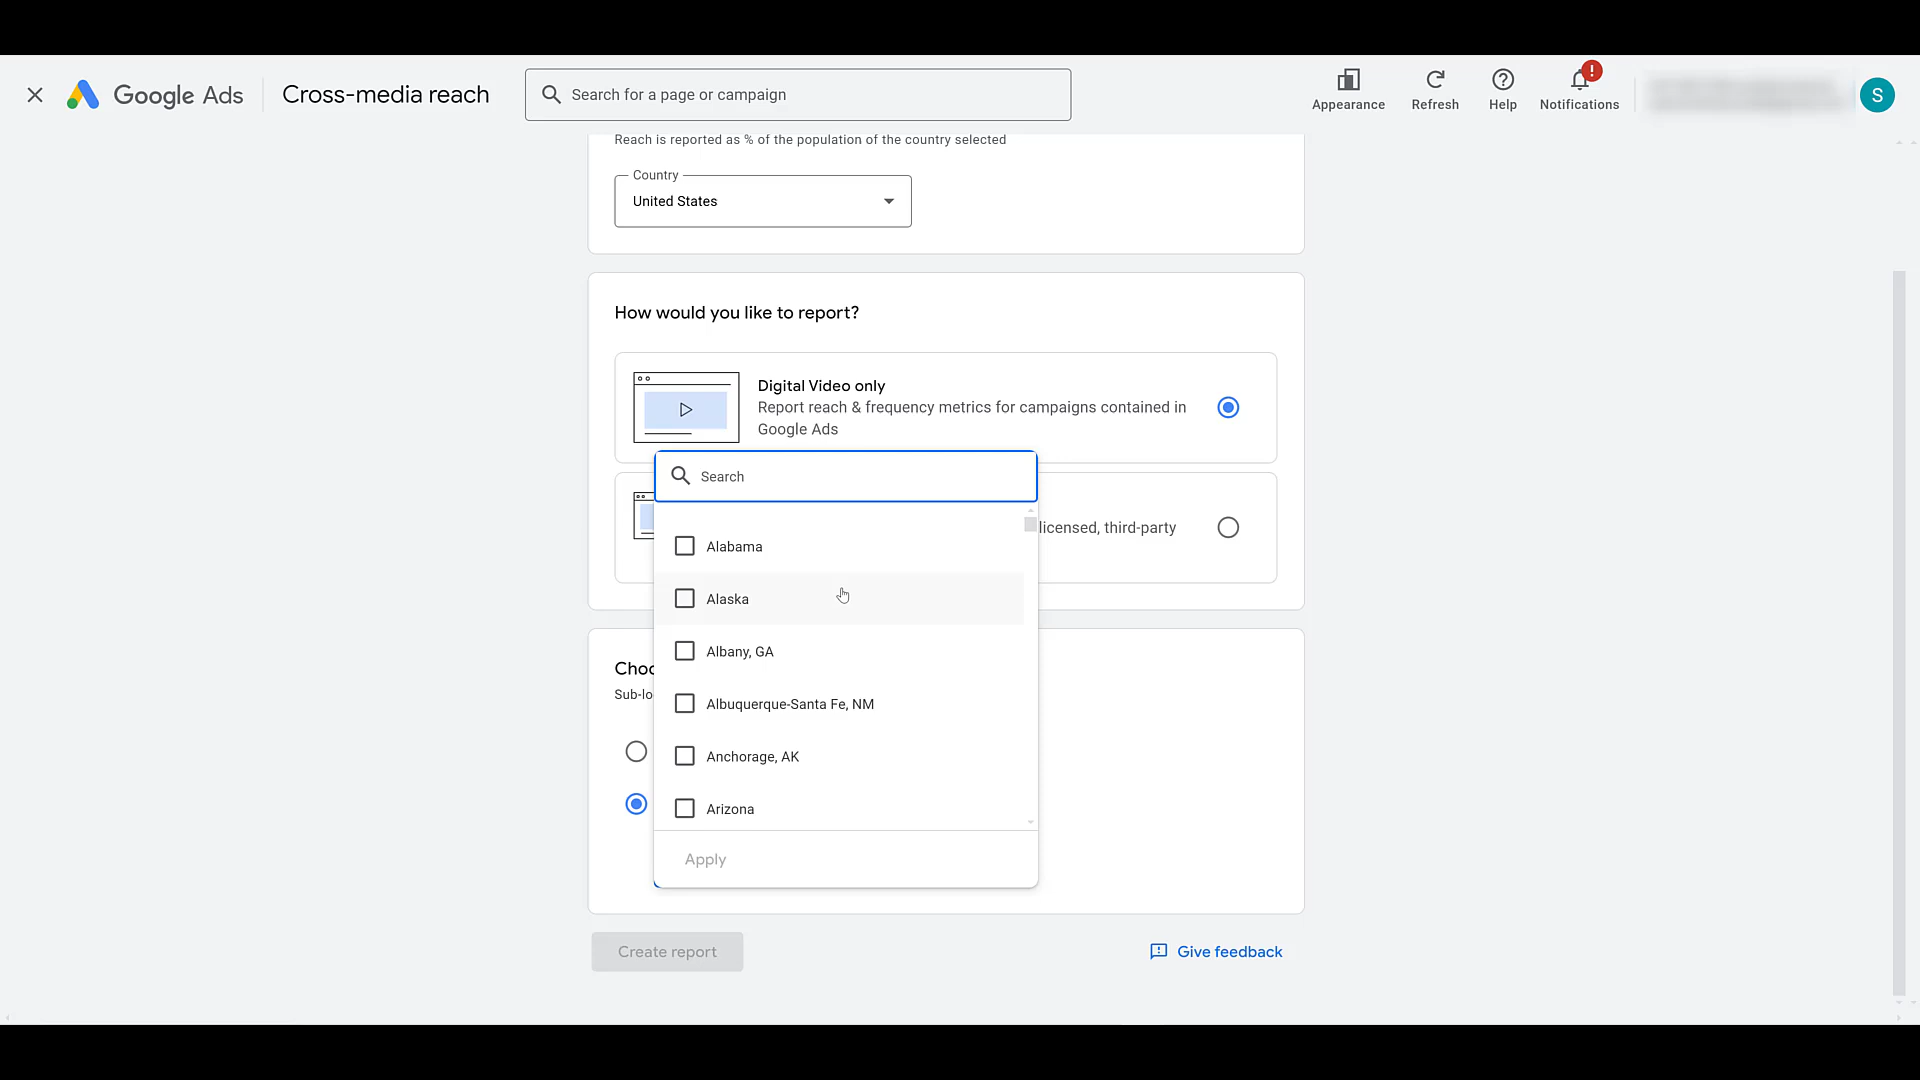 Google Ads
Cross-media reach
Search for a page or campaign
Appearance
Refresh
Help
!
Notifications
S
Reach is reported as % of the population of the country selected
Country
United States
How would you like to report?
Digital Video only
Report reach & frequency metrics for campaigns contained in
Google Ads
Search
licensed, third-party
Alabama
Alaska
Albany, GA
Choo
Sub-lo
Albuquerque-Santa Fe, NM
Anchorage, AK
Arizona
Apply
Create report
Give feedback